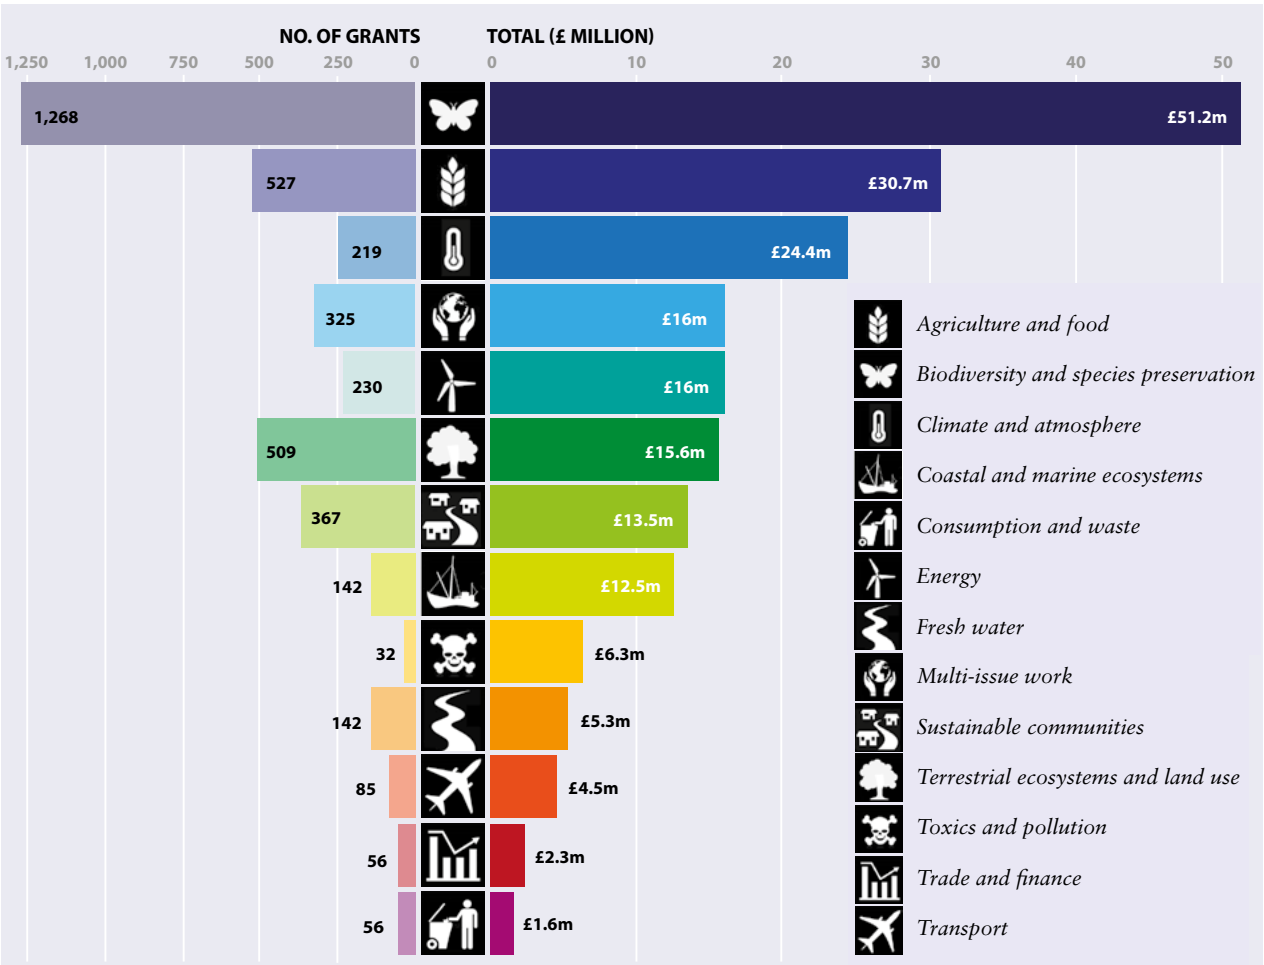 NO. OF GRANTS TOTAL (£ MILLION)
1,250 1,000 750 500 250 0 0 10 20 30 40 50
1,268 £51.2m
527 £30.7m
219 £24.4m
325 £16m
230 £16m
509 £15.6m
367 £13.5m
142 £12.5m
32 £6.3m
142 £5.3m
85 £4.5m
56 £2.3m
56 £1.6m
Agriculture and food
Biodiversity and species preservation
Climate and atmosphere
Coastal and marine ecosystems
Consumption and waste
Energy
Fresh water
Multi-issue work
Sustainable communities
Terrestrial ecosystems and land use
Toxics and pollution
Trade and finance
Transport